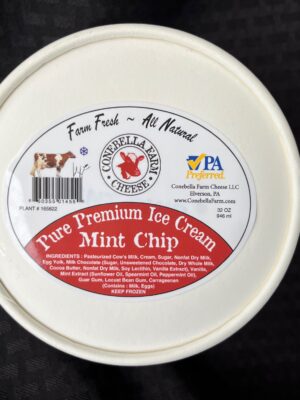 Farm Fresh ~ All Natural
CONEBELLA FARM
CHEESE
PA
Preferred.
Conebella Farm Cheese LLC
Elverson, PA
www.ConebellaFarm.com
32 OZ
946 ml
PLANT # 165622
Pure Premium Ice Cream
Mint Chip
INGREDIENTS: Pasteurized Cow's Milk, Cream, Sugar, Nonfat Dry Milk,
Egg Yolk, Milk Chocolate (Sugar, Unsweetened Chocolate, Dry Whole Milk,
Cocoa Butter, Nonfat Dry Milk, Soy Lecithin, Vanilla Extract), Vanilla,
Mint Extract (Sunflower Oil, Spearmint Oil, Peppermint Oil),
Guar Gum, Locust Bean Gum, Carrageenan
(Contains : Milk, Eggs)
KEEP FROZEN